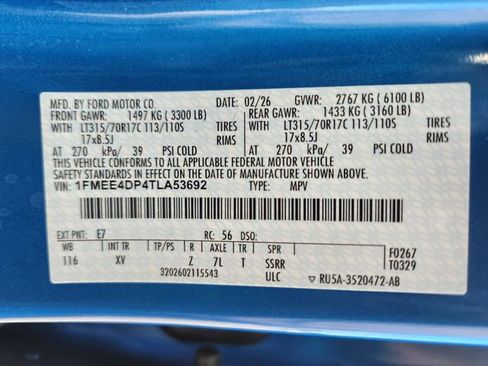 MFD. BY FORD MOTOR CO. 02/26 GVWR: 2767 KG ( 6100 LB)
FRONT GAWR: 1497 KG ( 3300 LB) REAR GAWR: 1433 KG ( 3160 LB)
WITH LT315/70R17C 113/110S TIRES WITH LT315/70R17C 113/110S TIRES
17x8.5J RIMS 17x8.5J RIMS
AT 270 kPa/ 39 PSI COLD AT 270 kPa/ 39 PSI COLD
THIS VEHICLE CONFORMS TO ALL APPLICABLE FEDERAL MOTOR VEHICLE
SAFETY STANDARDS IN EFFECT ON THE DATE OF MANUFACTURE SHOWN ABOVE.
VIN: 1FMEE4DP4TLA53692 TYPE: MPV
EXT PNT: E7 RC: 56 DSO:
WB INT TR TP/PS R AXLE TR SPR F0267
116 XV Z 7L T SSRR T0329
3202602115543 ULC ▽ RU5A-3520472-AB